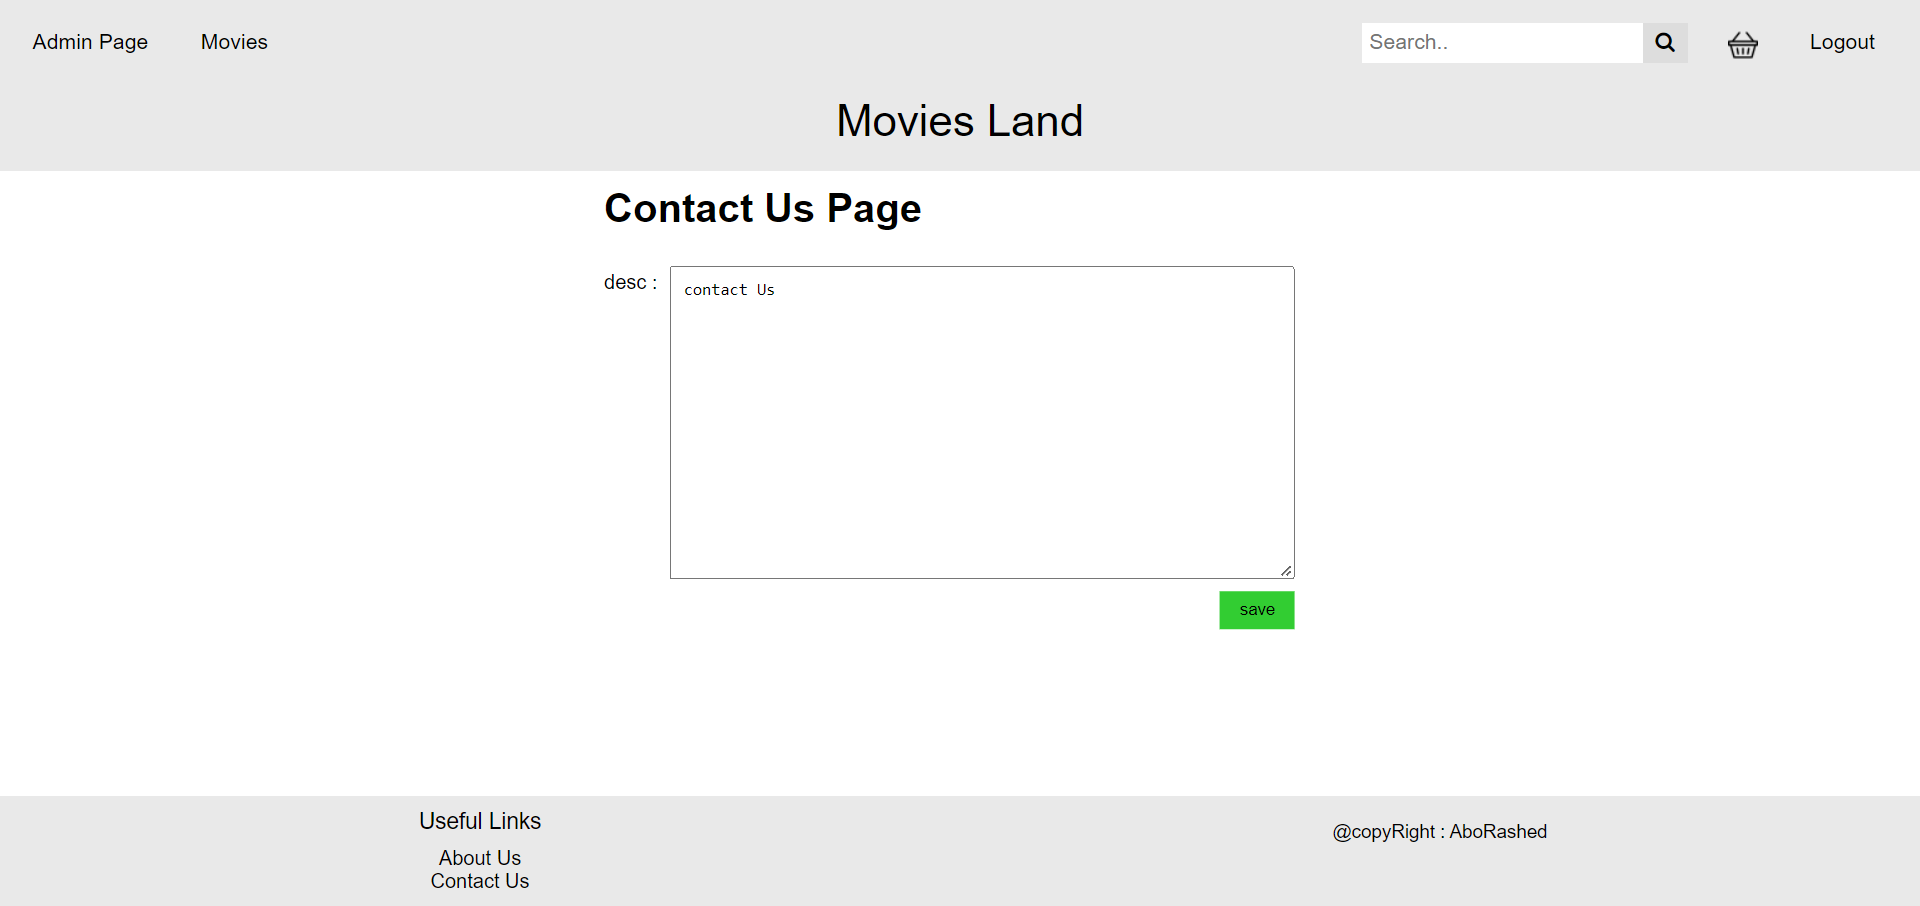 Admin Page Movies Search.. Logout
Movies Land
Contact Us Page
desc : contact Us
save
Useful Links
@copyRight : AboRashed
About Us
Contact Us